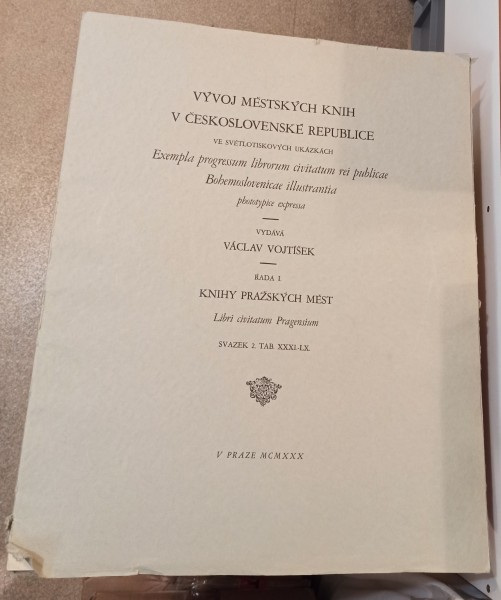 VÝVOJ MĚSTSKÝCH KNIH
V ČESKOSLOVENSKÉ REPUBLICE
VE SVĚTLOTISKOVÝCH UKÁZKÁCH
Exempla progressum librorum civitatum rei publicae
Bohemoslovenicae illustrantia
phototypice expressa
VYDÁVÁ
VÁCLAV VOJTÍŠEK
ŘADA I.
KNIHY PRAŽSKÝCH MĚST
Libri civitatum Pragensium
SVAZEK 2. TAB. XXXI-LX.
V PRAZE MCMXXX